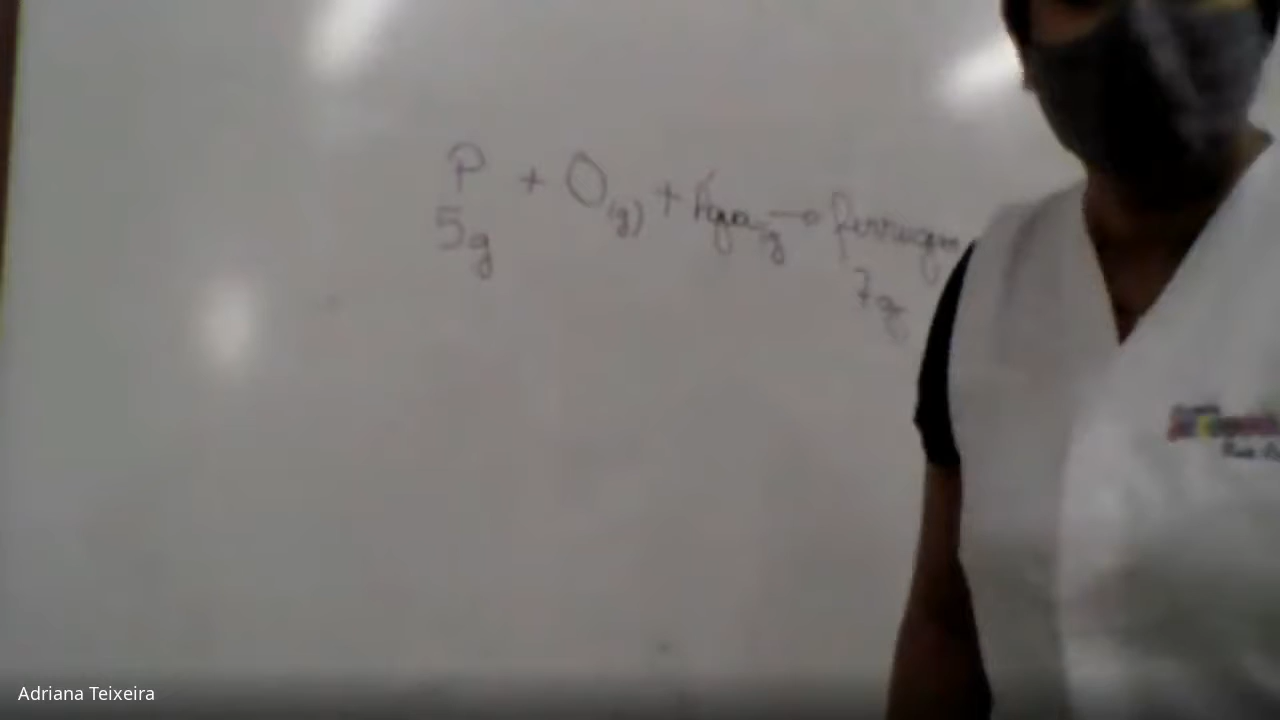 P + O(g) + Água g → ferrugem
5g 7g
Adriana Teixeira